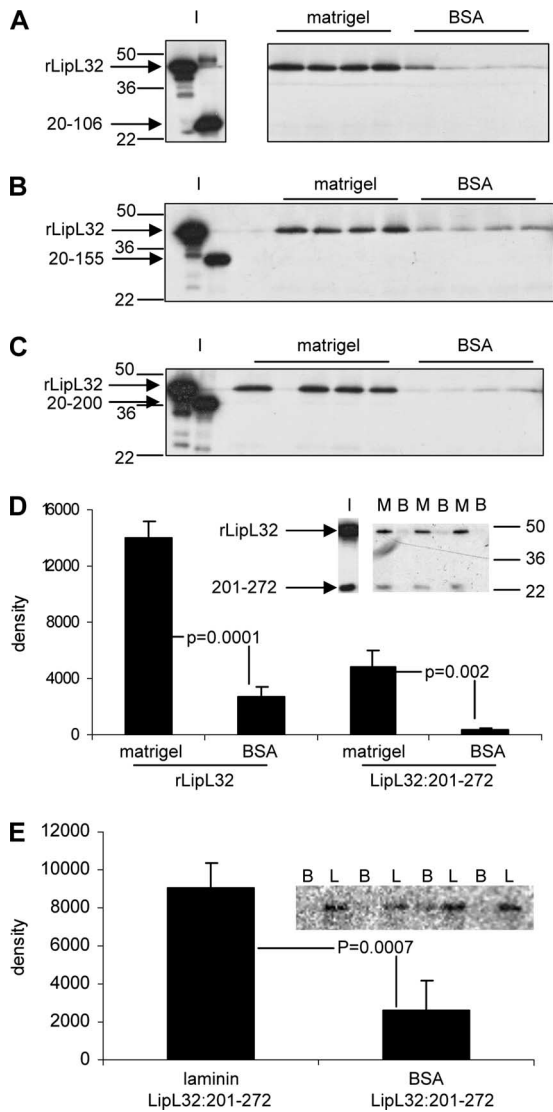 A
I
matrigel
BSA
50
rLipL32
36
20-106
22
B
I
matrigel
BSA
50
rLipL32
36
20-155
22
C
I
matrigel
BSA
50
rLipL32
20-200
36
22
D
16000
14000
12000
8000
4000
0
density
I
M B M B M B
rLipL32
50
36
201-272
22
p=0.0001
p=0.002
matrigel BSA matrigel BSA
rLipL32 LipL32:201-272
E
12000
10000
8000
6000
4000
2000
0
density
B L B L B L B L
P=0.0007
laminin BSA
LipL32:201-272 LipL32:201-272